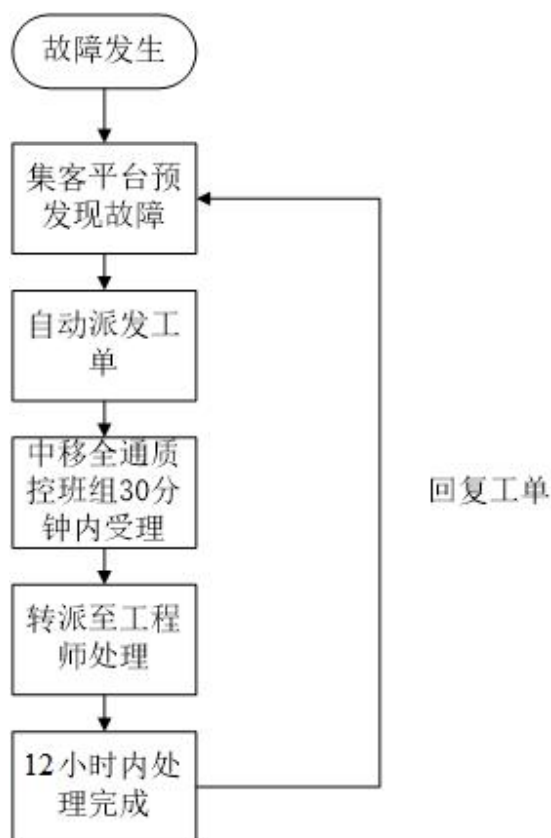 故障发生
集客平台预
发现故障
自动派发工
单
中移全通质
控班组30分
钟内受理
回复工单
转派至工程
师处理
12小时内处
理完成